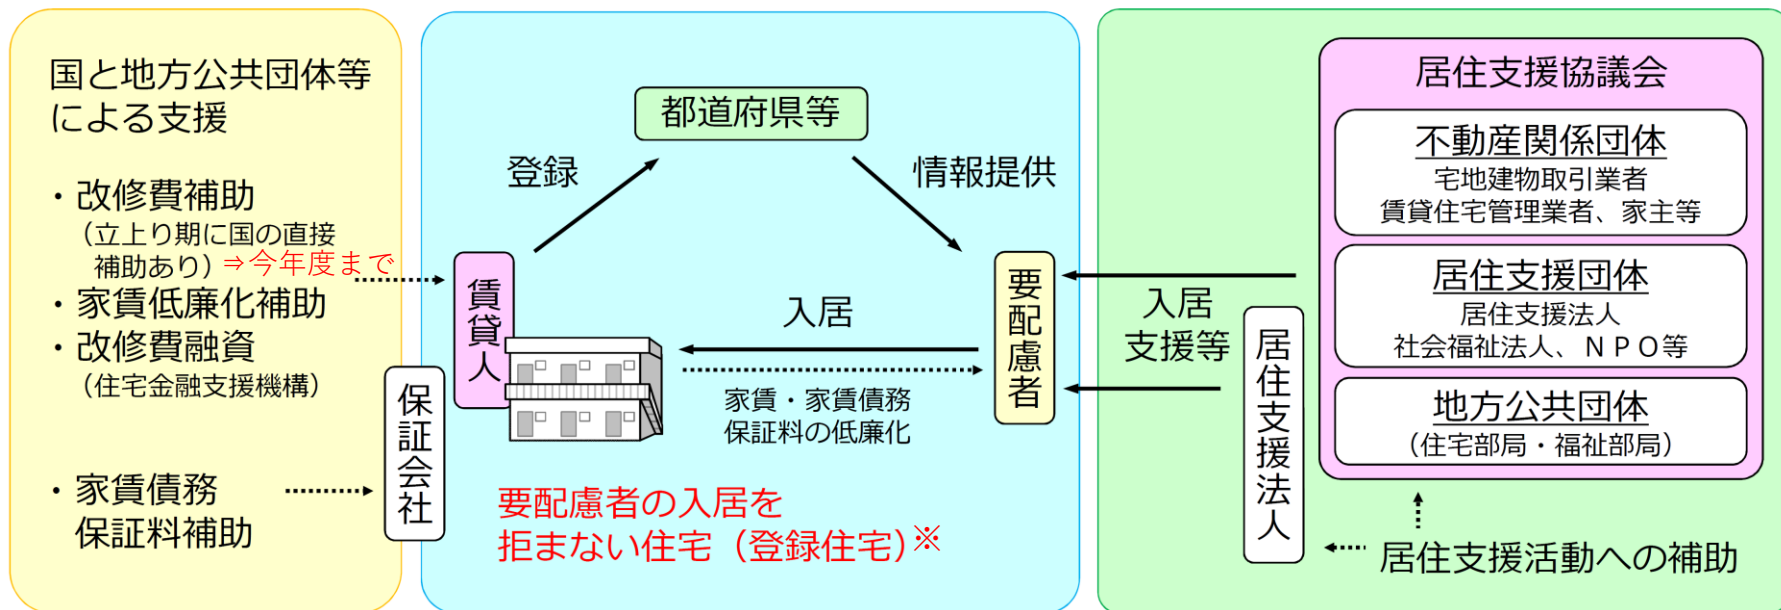 国と地方公共団体等
による支援
・改修費補助
（立上り期に国の直接
補助あり）⇒今年度まで
・家賃低廉化補助
・改修費融資
（住宅金融支援機構）
・家賃債務
保証料補助
保証会社
都道府県等
登録
情報提供
賃貸人
入居
家賃・家賃債務
保証料の低廉化
要配慮者
要配慮者の入居を
拒まない住宅（登録住宅）※
入居
支援等
居住支援法人
居住支援協議会
不動産関係団体
宅地建物取引業者
賃貸住宅管理業者、家主等
居住支援団体
居住支援法人
社会福祉法人、ＮＰＯ等
地方公共団体
（住宅部局・福祉部局）
居住支援活動への補助